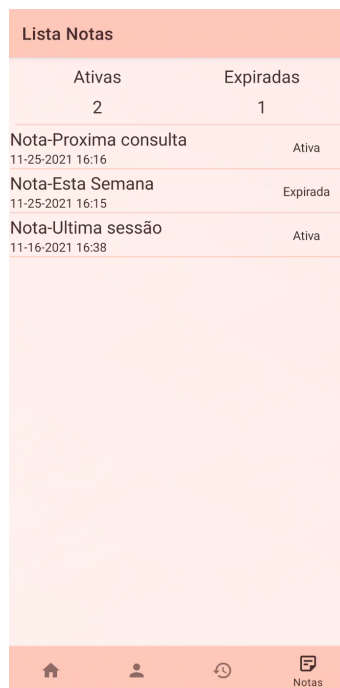 Lista Notas
Ativas Expiradas
2 1
Nota-Proxima consulta
11-25-2021 16:16
Ativa
Nota-Esta Semana
11-25-2021 16:15
Expirada
Nota-Ultima sessão
11-16-2021 16:38
Ativa
Notas